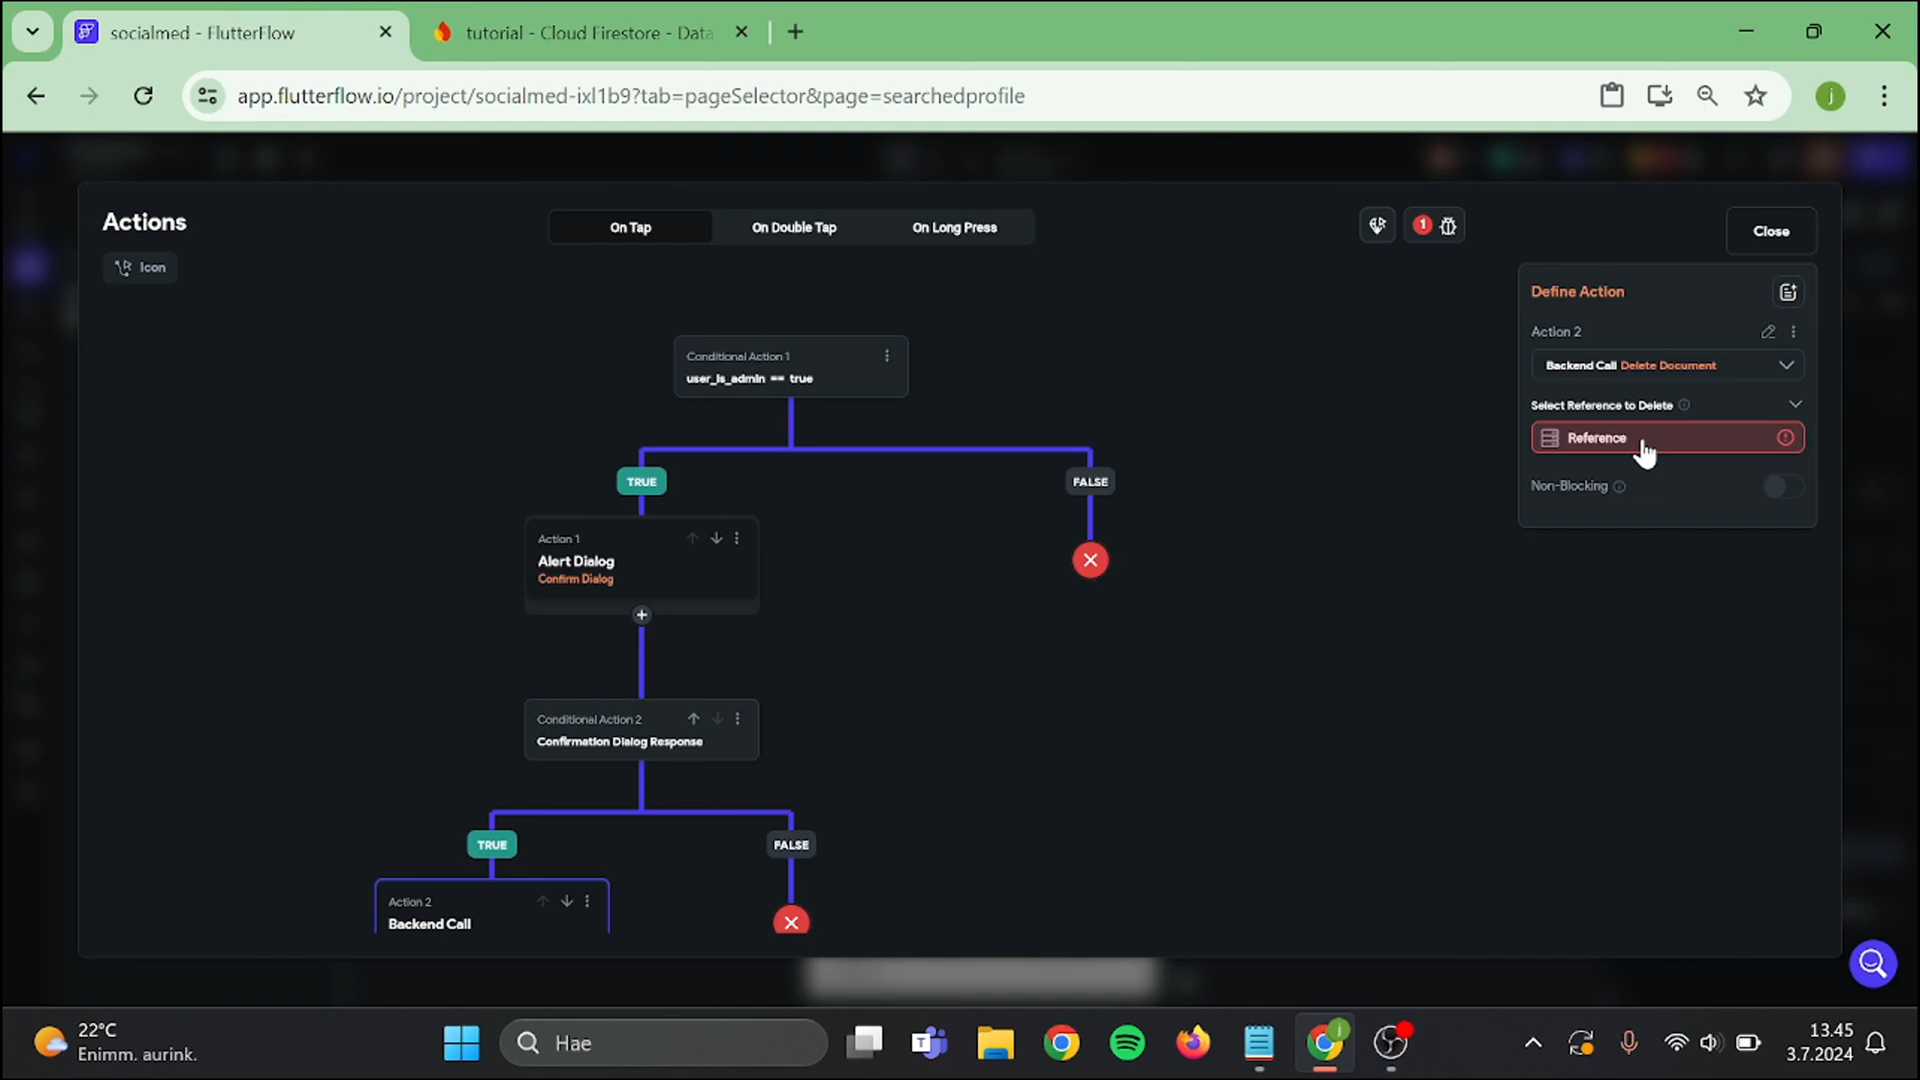 socialmed - FlutterFlow
tutorial - Cloud Firestore - Data
app.flutterflow.io/project/socialmed-ixl1b9?tab=pageSelector&page=searchedprofile
j
Actions
On Tap
On Double Tap
On Long Press
1
Close
Icon
Define Action
Action 2
Backend Call Delete Document
Select Reference to Delete
Reference
Non-Blocking
Conditional Action 1
user_is_admin == true
TRUE
FALSE
Action 1
Alert Dialog
Confirm Dialog
Conditional Action 2
Confirmation Dialog Response
TRUE
FALSE
Action 2
Backend Call
22°C
Enimm. aurink.
Hae
13.45
3.7.2024